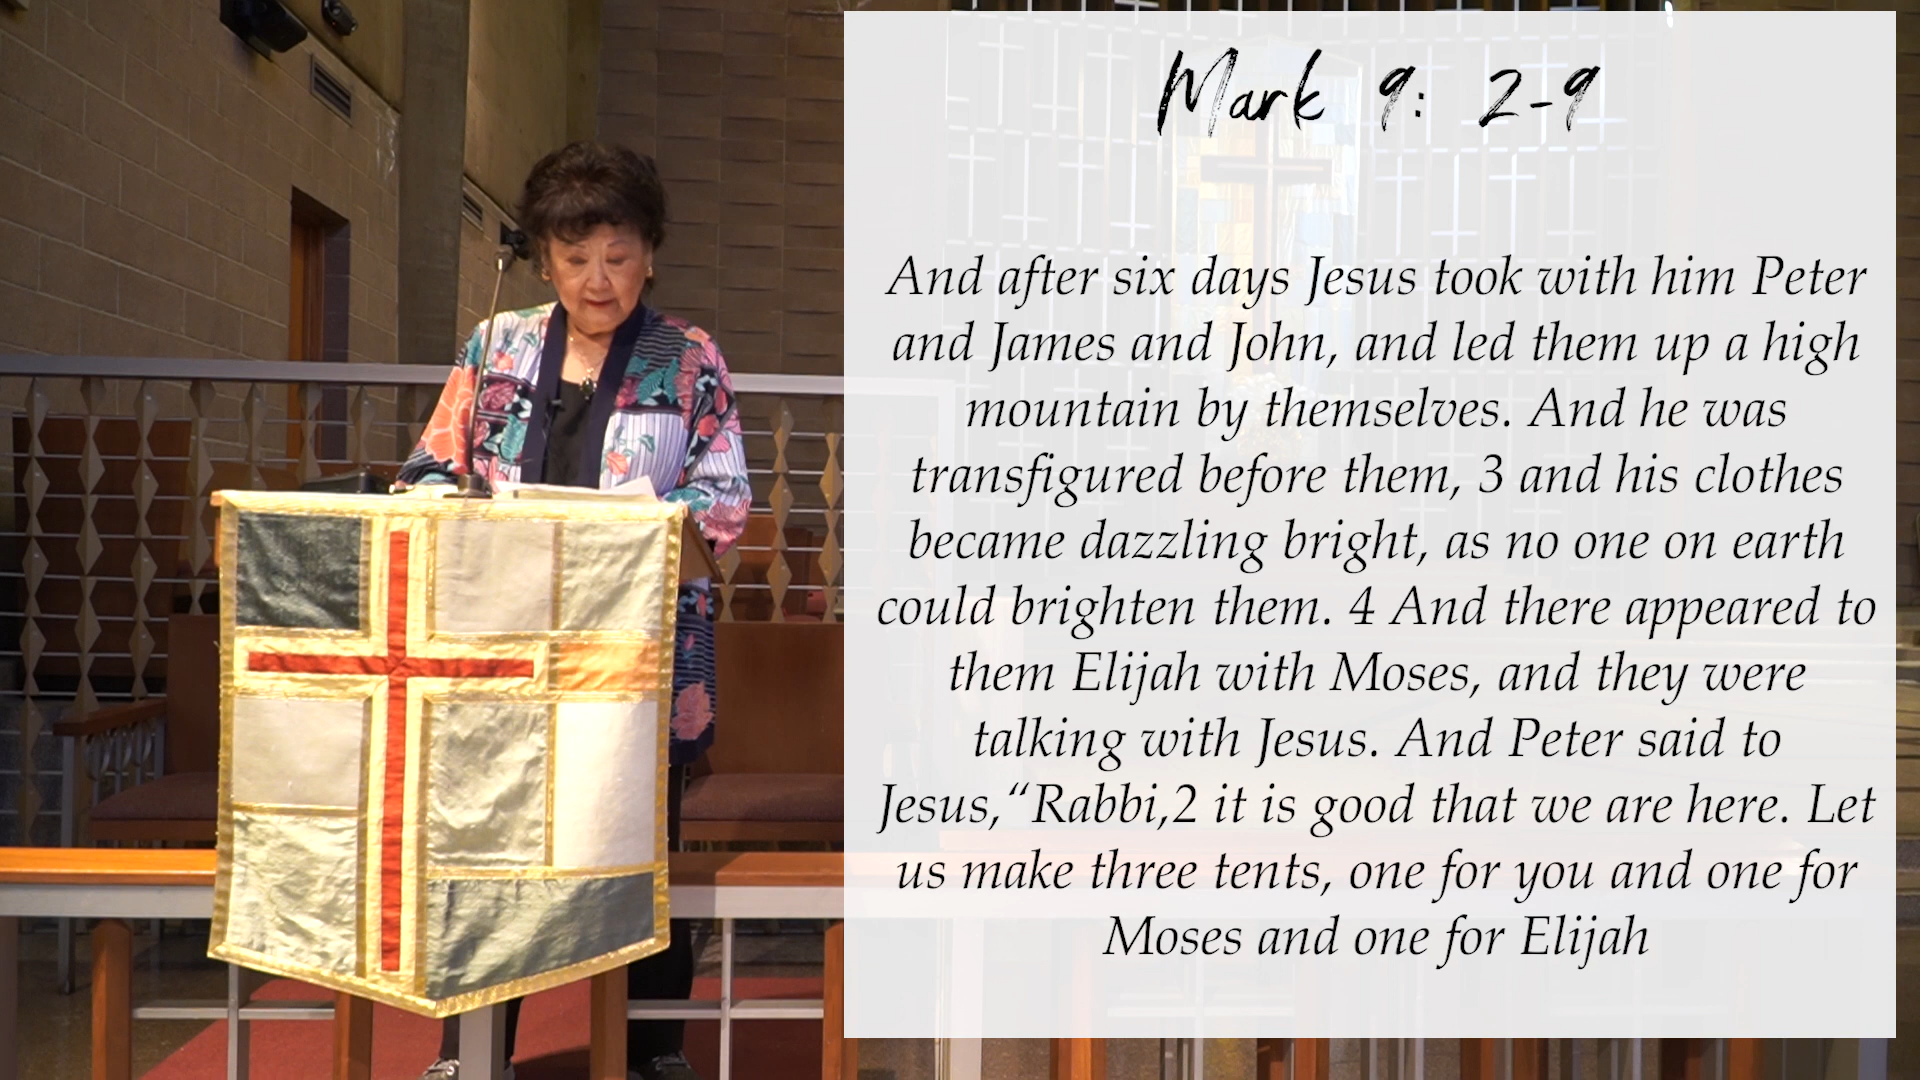 Mark 9: 2-9
And after six days Jesus took with him Peter
and James and John, and led them up a high
mountain by themselves. And he was
transfigured before them, 3 and his clothes
became dazzling bright, as no one on earth
could brighten them. 4 And there appeared to
them Elijah with Moses, and they were
talking with Jesus. And Peter said to
Jesus,“Rabbi,2 it is good that we are here. Let
us make three tents, one for you and one for
Moses and one for Elijah